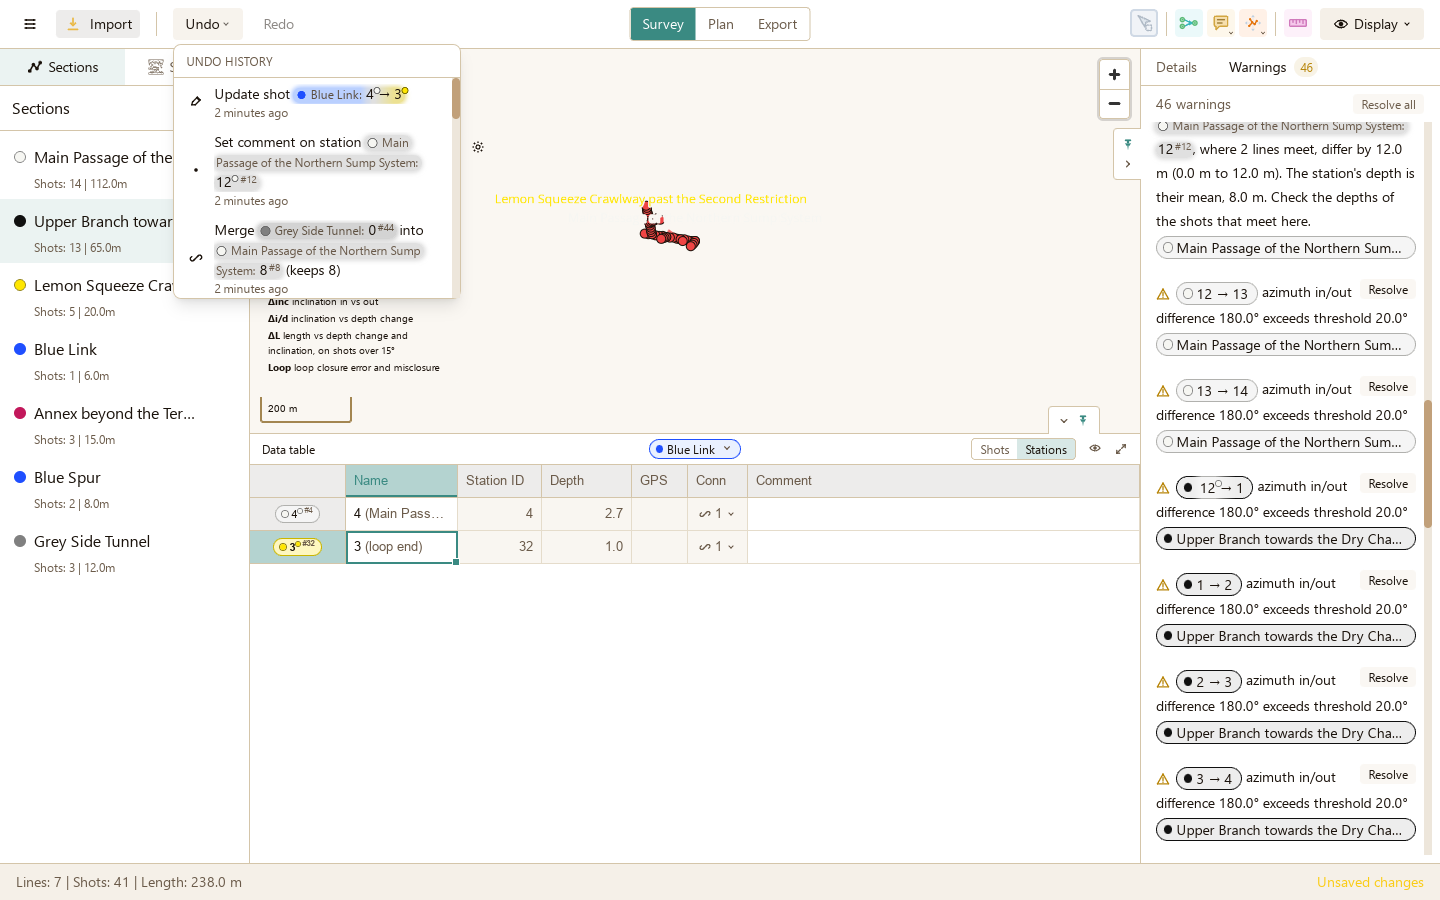 Import
Undo
Redo
Survey
Plan
Export
Display
Sections
UNDO HISTORY
Update shot Blue Link: 4 → 3
2 minutes ago
Set comment on station Main
Passage of the Northern Sump System:
12 #12
2 minutes ago
Merge Grey Side Tunnel: 0 #44 into
Main Passage of the Northern Sump
System: 8 #8 (keeps 8)
2 minutes ago
Sections
Main Passage of the
Shots: 14 | 112.0m
Upper Branch towar
Shots: 13 | 65.0m
Lemon Squeeze Cra
Shots: 5 | 20.0m
Blue Link
Shots: 1 | 6.0m
Annex beyond the Ter...
Shots: 3 | 15.0m
Blue Spur
Shots: 2 | 8.0m
Grey Side Tunnel
Shots: 3 | 12.0m
Lemon Squeeze Crawlway past the Second Restriction
Δinc inclination in vs out
Δi/d inclination vs depth change
ΔL length vs depth change and
inclination, on shots over 15°
Loop loop closure error and misclosure
200 m
Data table
Blue Link
Shots
Stations
Name Station ID Depth GPS Conn Comment
4 #4 4 (Main Pass... 4 2.7 1
3 #32 3 (loop end) 32 1.0 1
Details
Warnings 46
46 warnings
Resolve all
Main Passage of the Northern Sump System:
12 #12, where 2 lines meet, differ by 12.0
m (0.0 m to 12.0 m). The station's depth is
their mean, 8.0 m. Check the depths of
the shots that meet here.
Main Passage of the Northern Sum...
12 → 13 azimuth in/out Resolve
difference 180.0° exceeds threshold 20.0°
Main Passage of the Northern Sum...
13 → 14 azimuth in/out Resolve
difference 180.0° exceeds threshold 20.0°
Main Passage of the Northern Sum...
12 → 1 azimuth in/out Resolve
difference 180.0° exceeds threshold 20.0°
Upper Branch towards the Dry Cha...
1 → 2 azimuth in/out Resolve
difference 180.0° exceeds threshold 20.0°
Upper Branch towards the Dry Cha...
2 → 3 azimuth in/out Resolve
difference 180.0° exceeds threshold 20.0°
Upper Branch towards the Dry Cha...
3 → 4 azimuth in/out Resolve
difference 180.0° exceeds threshold 20.0°
Upper Branch towards the Dry Cha...
Lines: 7 | Shots: 41 | Length: 238.0 m
Unsaved changes